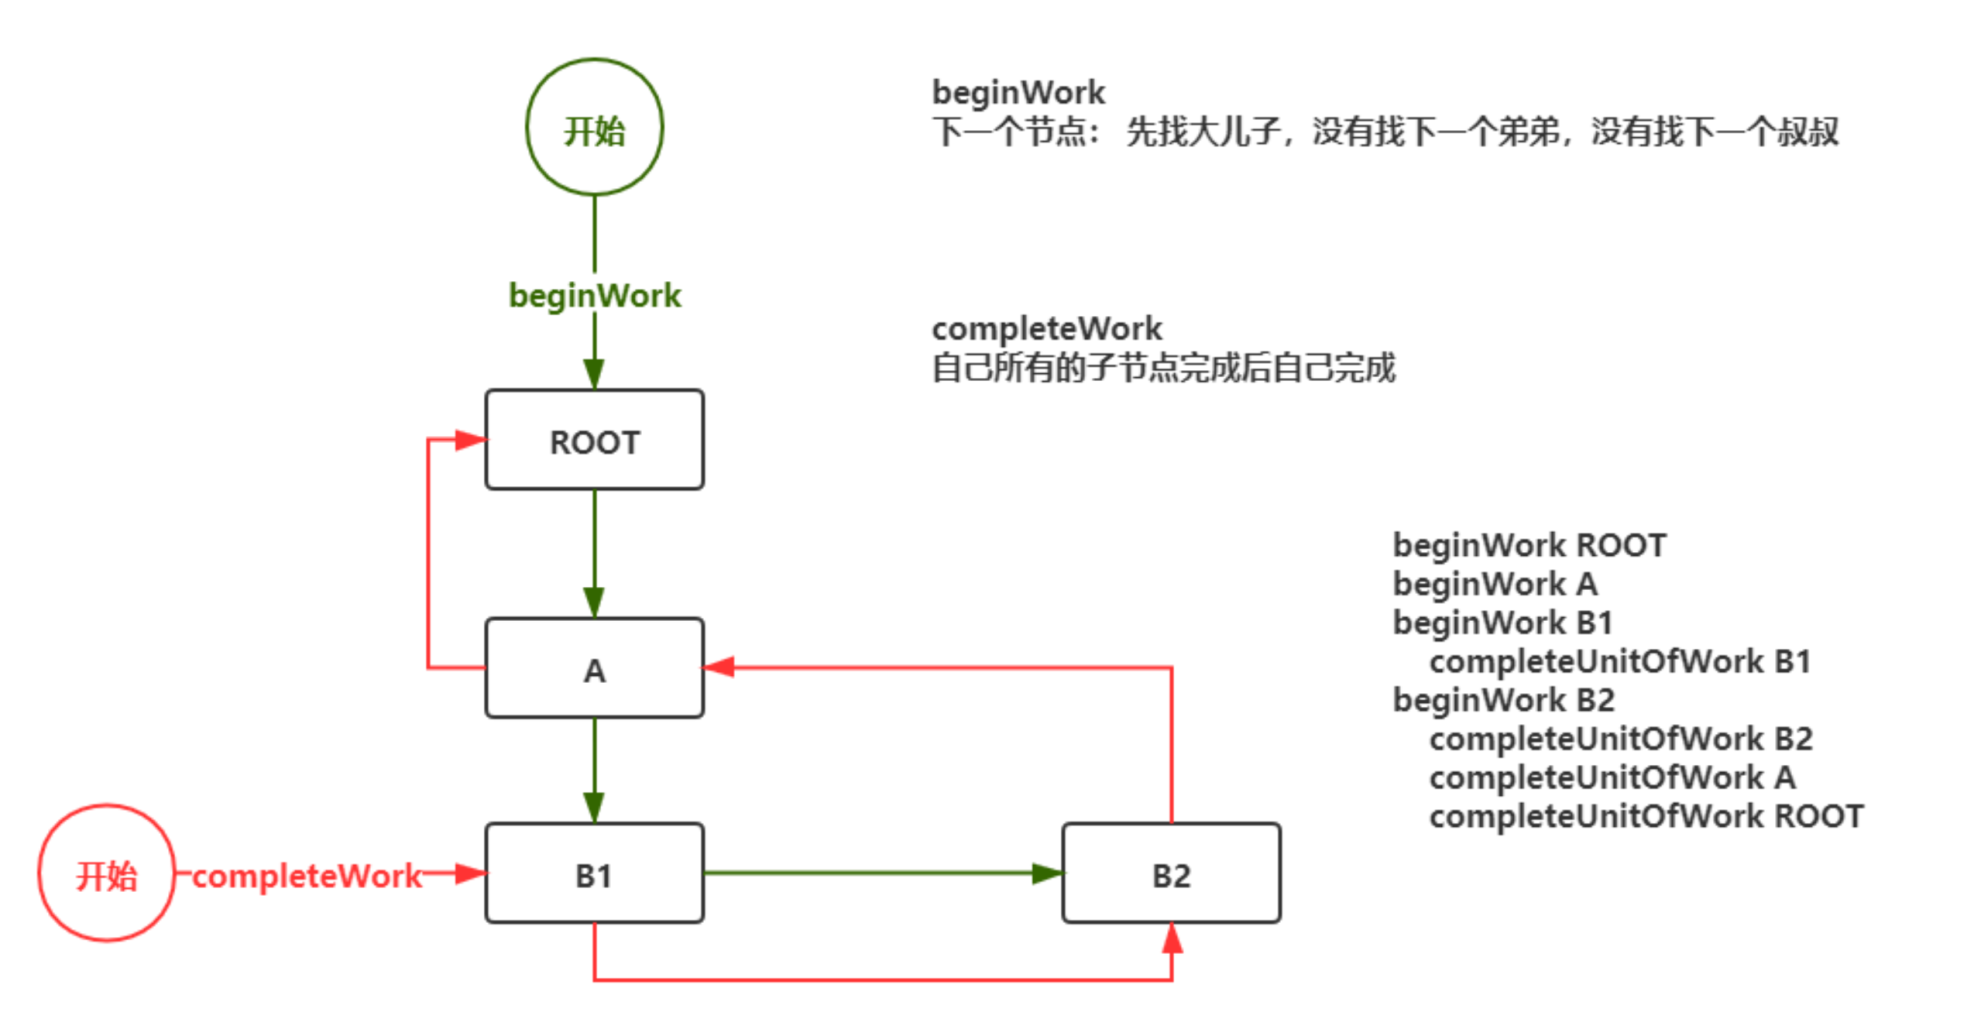 开始
beginWork
下一个节点： 先找大儿子，没有找下一个弟弟，没有找下一个叔叔
beginWork
completeWork
自己所有的子节点完成后自己完成
ROOT
beginWork ROOT
beginWork A
beginWork B1
completeUnitOfWork B1
beginWork B2
completeUnitOfWork B2
completeUnitOfWork A
completeUnitOfWork ROOT
A
开始
completeWork
B1
B2